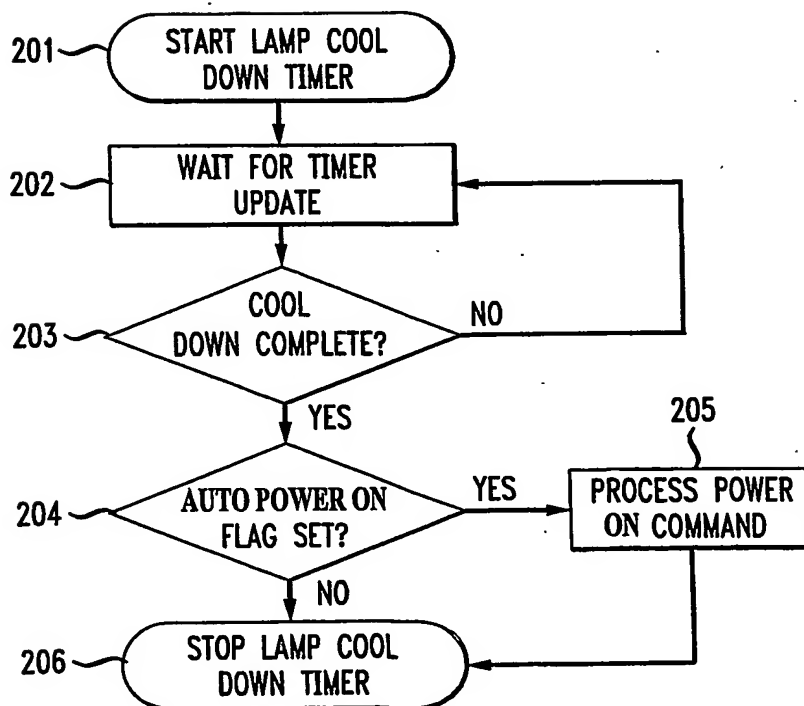 201
START LAMP COOL
DOWN TIMER
202
WAIT FOR TIMER
UPDATE
203
COOL
DOWN COMPLETE?
NO
YES
204
AUTO POWER ON
FLAG SET?
YES
205
PROCESS POWER
ON COMMAND
NO
206
STOP LAMP COOL
DOWN TIMER